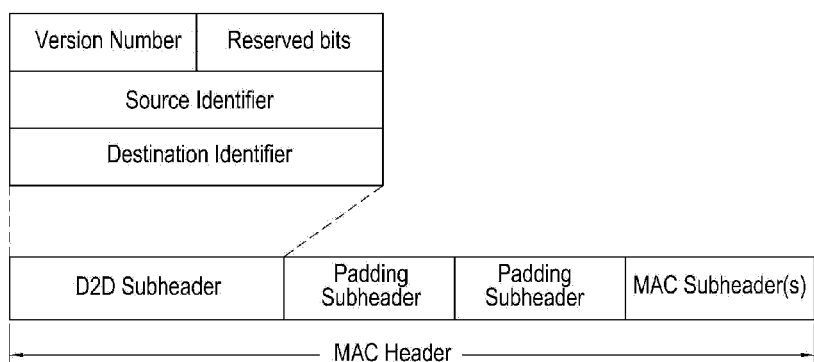 Version Number Reserved bits
Source Identifier
Destination Identifier
D2D Subheader Padding Subheader Padding Subheader MAC Subheader(s)
MAC Header